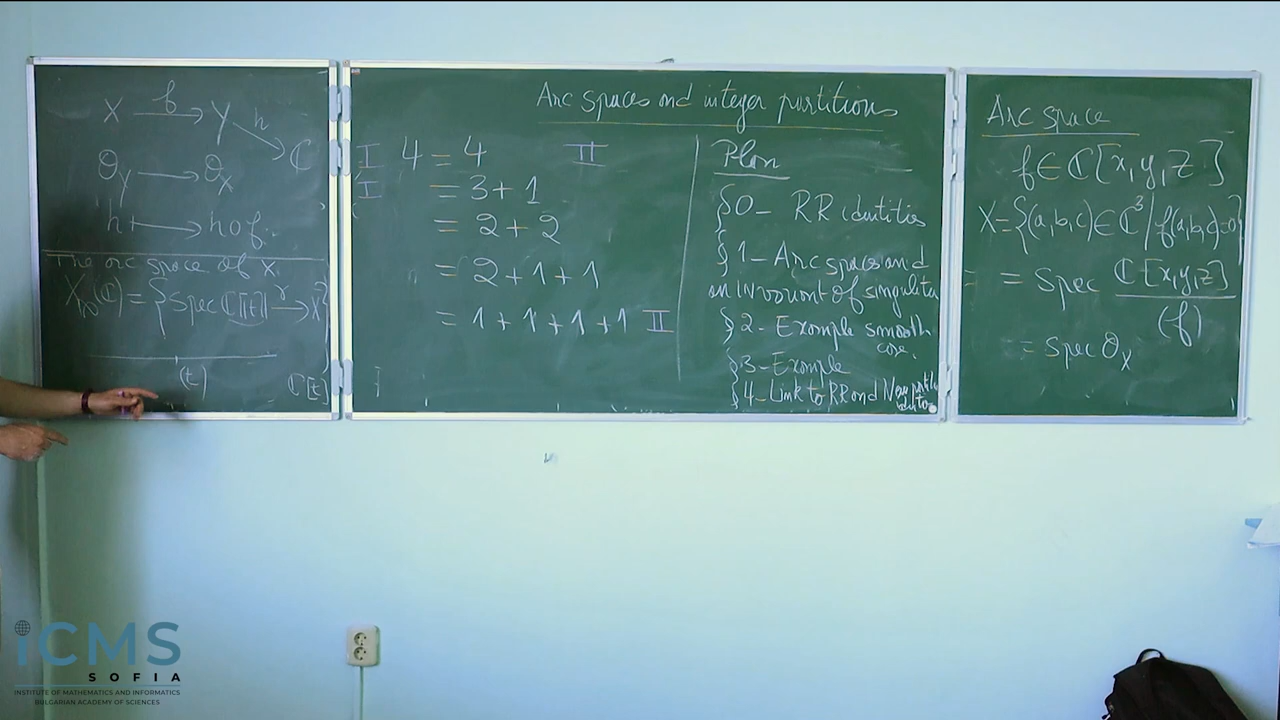 X —f→ Y
h
ℂ
𝒪_Y → 𝒪_X
h ↦ h∘f
The arc space of X.
X_∞(ℂ) = {Spec ℂ[[t]] —γ→ X}
(t)
ℂ[t]
Arc spaces and integer partitions
I 4 = 4 II
I = 3 + 1
= 2 + 2
= 2 + 1 + 1
= 1 + 1 + 1 + 1 II
Plan
§0- RR identities
§1- Arc spaces and
an invariant of singularities
§2- Example smooth
case.
§3- Example
§4- Link to RR and New partition
Arc space
f ∈ ℂ[x,y,z]
X = {(a,b,c) ∈ ℂ³ / f(a,b,c)=0}
= Spec ℂ[x,y,z] / (f)
= Spec 𝒪_X
iCMS
SOFIA
INSTITUTE OF MATHEMATICS AND INFORMATICS
BULGARIAN ACADEMY OF SCIENCES